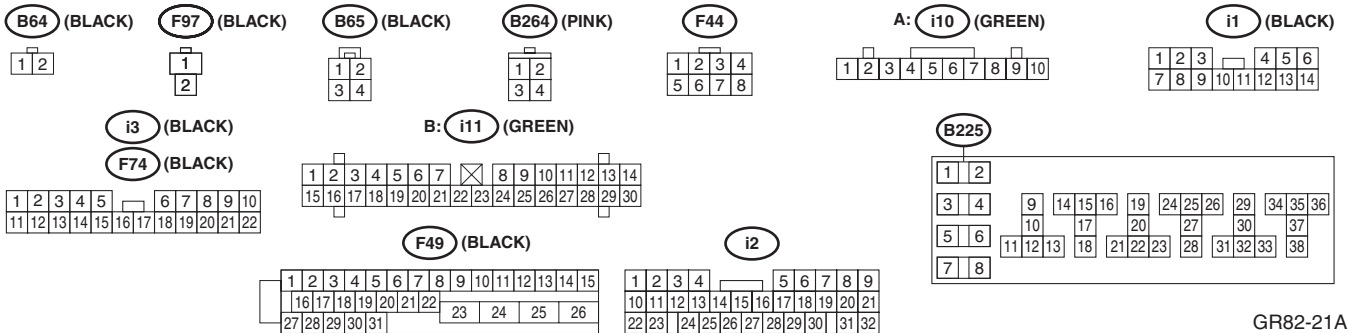 B64 (BLACK)
F97 (BLACK)
B65 (BLACK)
B264 (PINK)
F44
A: i10 (GREEN)
i1 (BLACK)
1 2
1
2
1 2
3 4
1 2
3 4
1 2 3 4
5 6 7 8
1 2 3 4 5 6 7 8 9 10
1 2 3 4 5 6
7 8 9 10 11 12 13 14
i3 (BLACK)
F74 (BLACK)
1 2 3 4 5 6 7 8 9 10
11 12 13 14 15 16 17 18 19 20 21 22
B: i11 (GREEN)
1 2 3 4 5 6 7 8 9 10 11 12 13 14
15 16 17 18 19 20 21 22 23 24 25 26 27 28 29 30
B225
1 2
3 4
5 6
7 8
9 14 15 16 19 24 25 26 29 34 35 36
10 17 20 27 30 37
11 12 13 18 21 22 23 28 31 32 33 38
F49 (BLACK)
1 2 3 4 5 6 7 8 9 10 11 12 13 14 15
16 17 18 19 20 21 22 23 24 25 26
27 28 29 30 31
i2
1 2 3 4 5 6 7 8 9
10 11 12 13 14 15 16 17 18 19 20 21
22 23 24 25 26 27 28 29 30 31 32
GR82-21A